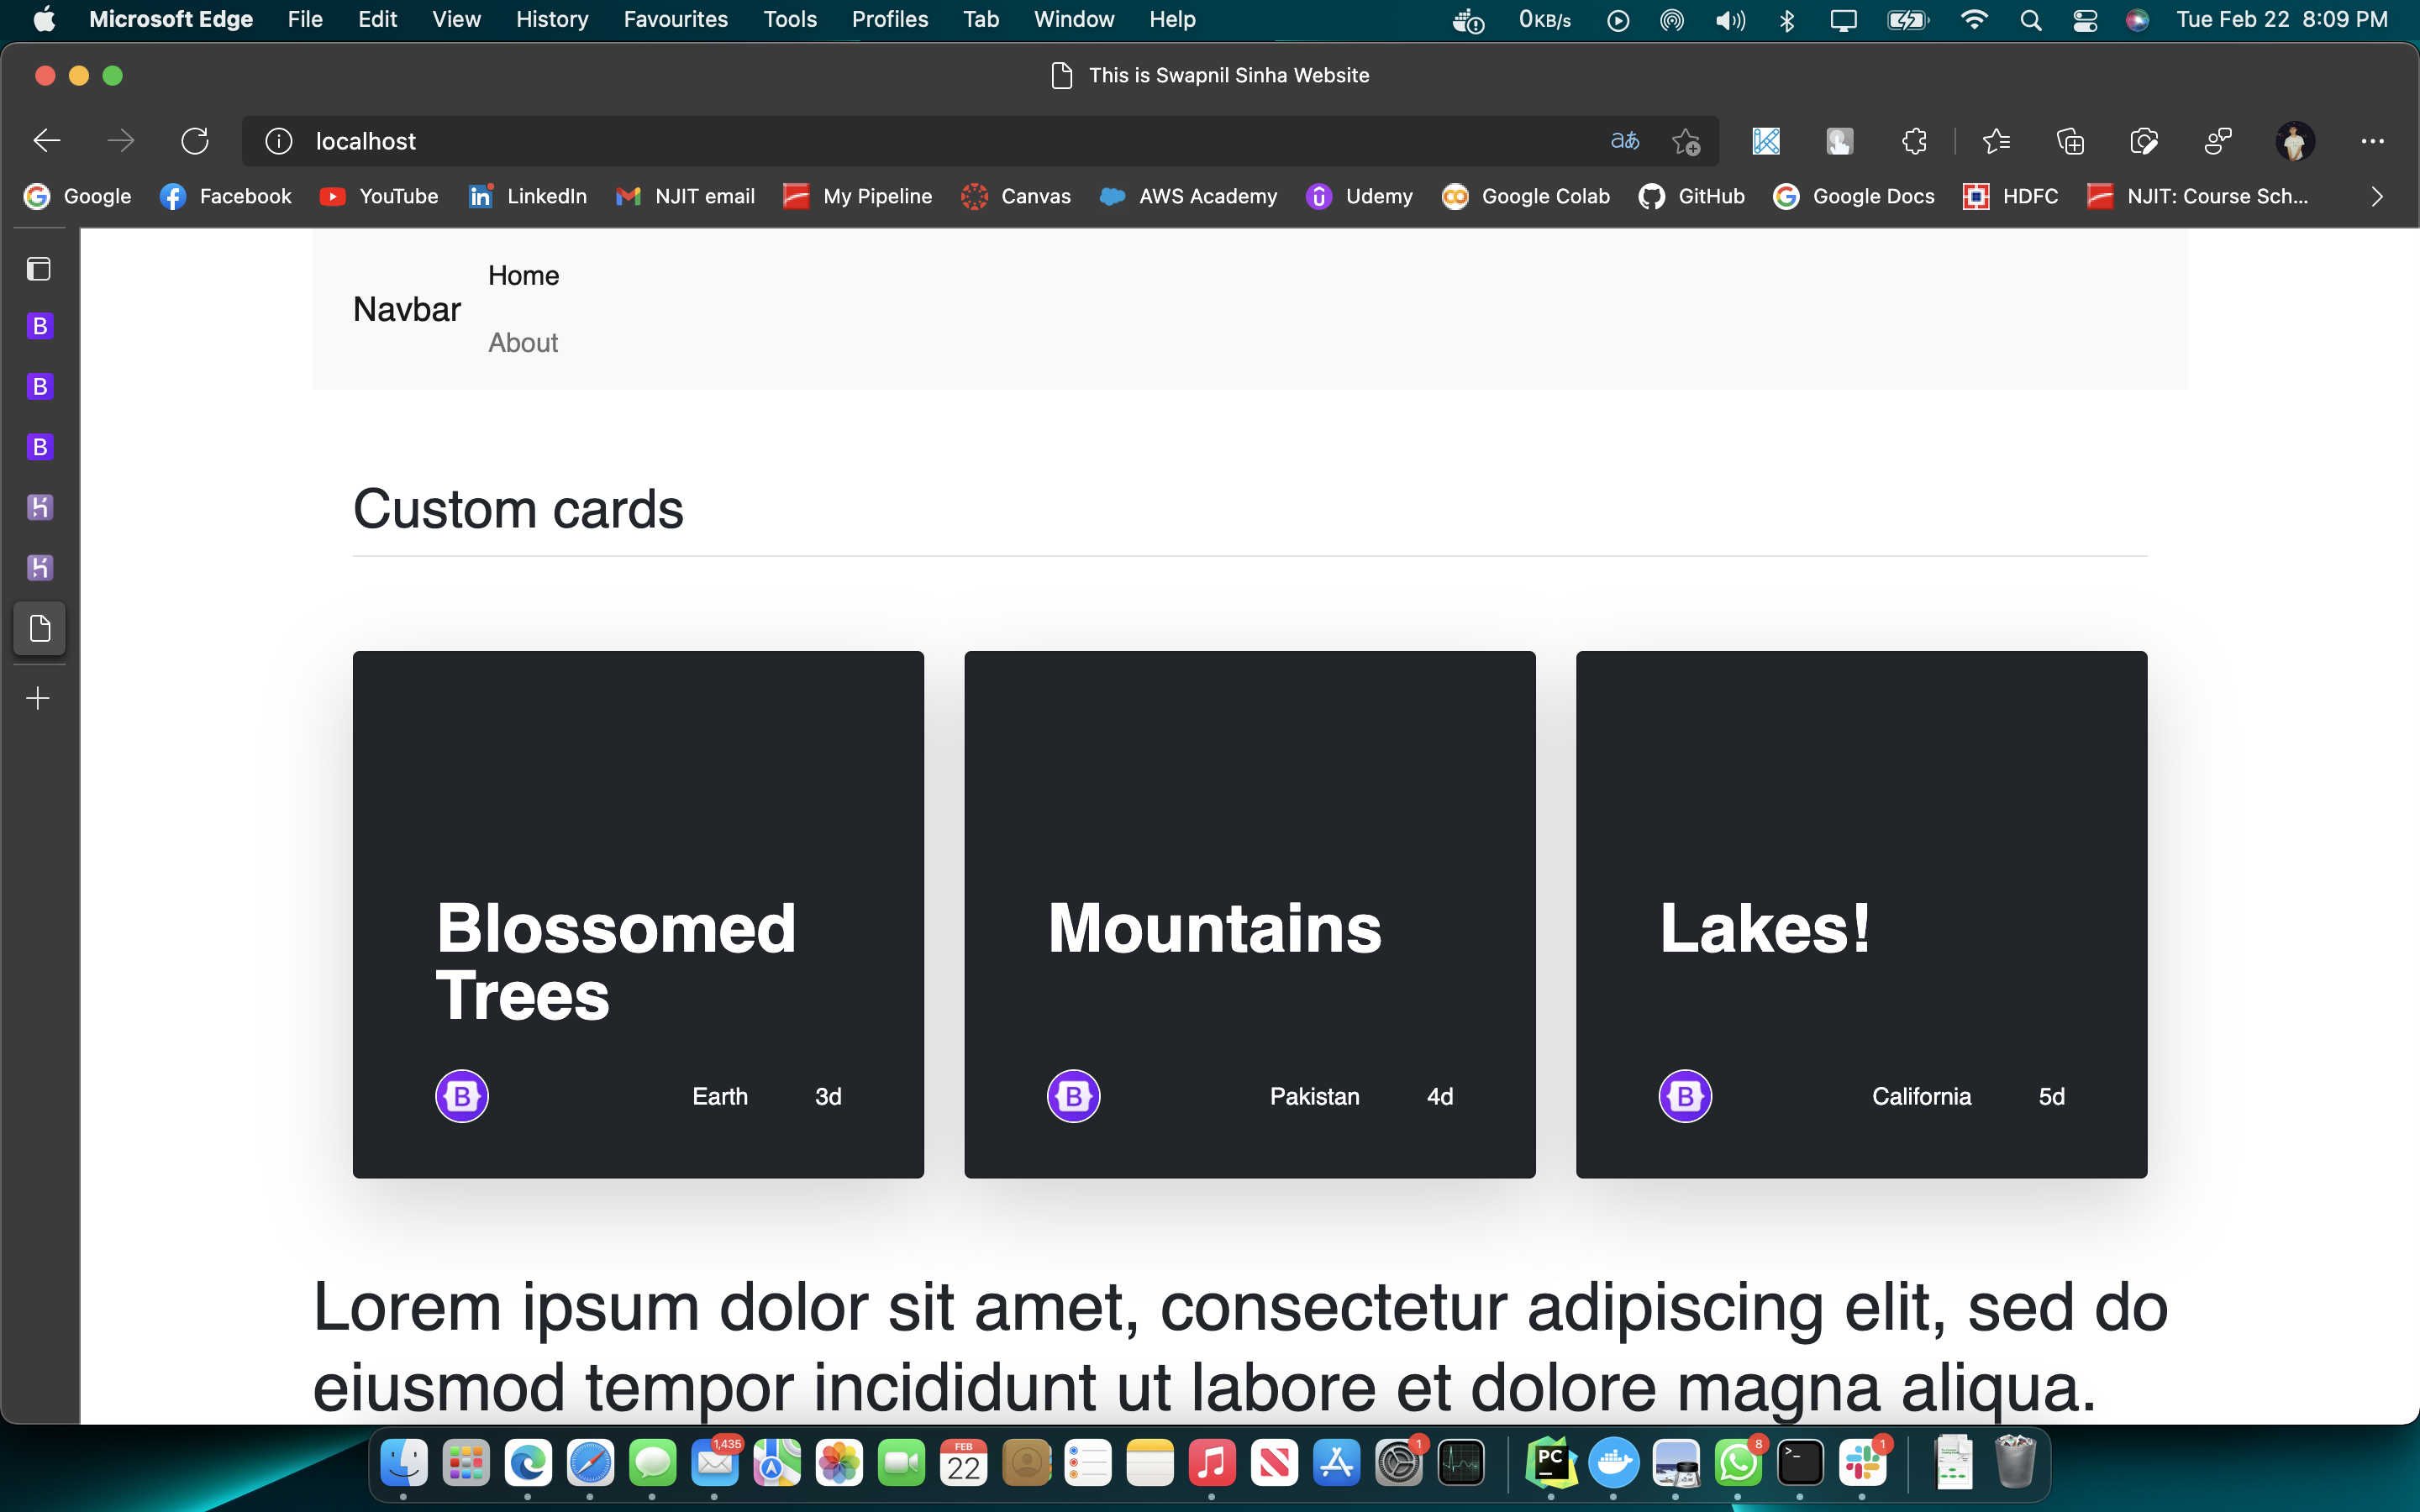 Microsoft Edge File Edit View History Favourites Tools Profiles Tab Window Help 0KB/s Tue Feb 22 8:09 PM
This is Swapnil Sinha Website
localhost
aあ
Google Facebook YouTube LinkedIn NJIT email My Pipeline Canvas AWS Academy Udemy Google Colab GitHub Google Docs HDFC NJIT: Course Sch...
Home
Navbar
About
Custom cards
Blossomed
Trees
B Earth 3d
Mountains
B Pakistan 4d
Lakes!
B California 5d
Lorem ipsum dolor sit amet, consectetur adipiscing elit, sed do
eiusmod tempor incididunt ut labore et dolore magna aliqua.
1,435 FEB 22 1 PC 8 1